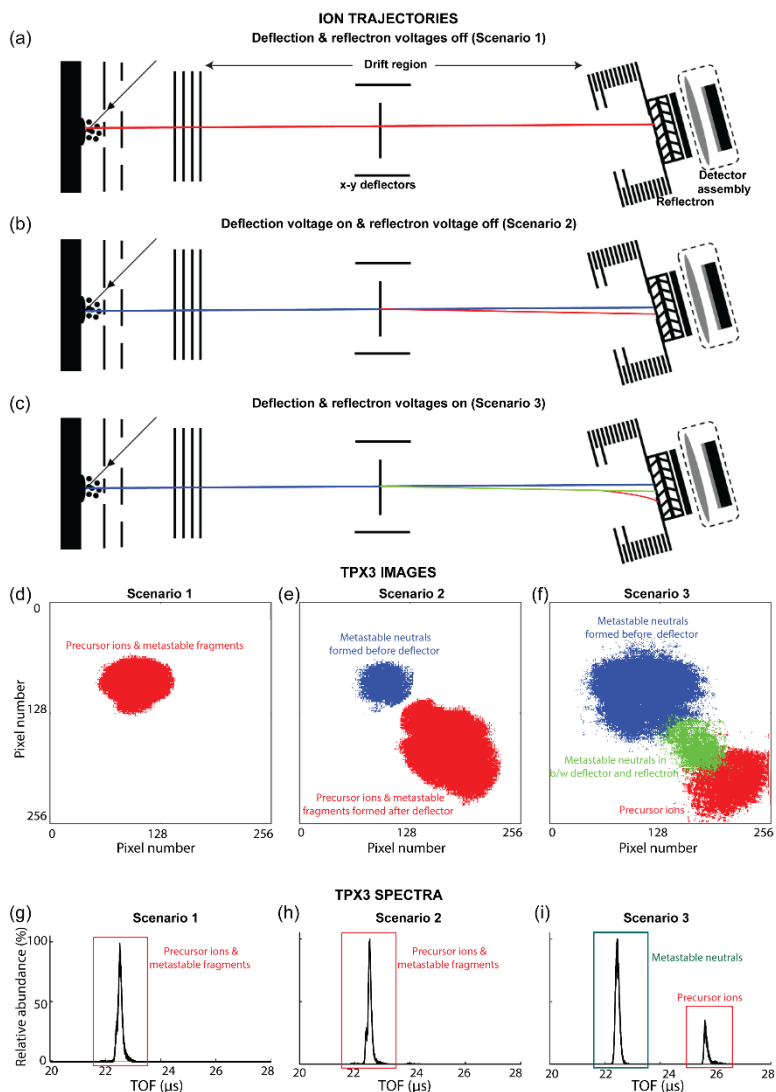 ION TRAJECTORIES
(a)
Deflection & reflectron voltages off (Scenario 1)
Drift region
x-y deflectors
Detector
assembly
Reflectron
(b)
Deflection voltage on & reflectron voltage off (Scenario 2)
(c)
Deflection & reflectron voltages on (Scenario 3)
TPX3 IMAGES
(d)
Scenario 1
Precursor ions & metastable fragments
0
128
256
Pixel number
0
128
256
Pixel number
(e)
Scenario 2
Metastable neutrals
formed before deflector
Precursor ions & metastable
fragments formed after deflector
0
128
256
Pixel number
(f)
Scenario 3
Metastable neutrals
formed before deflector
Metastable neutrals in
b/w deflector and reflectron
Precursor ions
0
128
256
Pixel number
TPX3 SPECTRA
(g)
Scenario 1
Precursor ions &
metastable fragments
100
50
0
Relative abundance (%)
20
22
24
26
28
TOF (µs)
(h)
Scenario 2
Precursor ions &
metastable fragments
20
22
24
26
28
TOF (µs)
(i)
Scenario 3
Metastable neutrals
Precursor ions
20
22
24
26
28
TOF (µs)